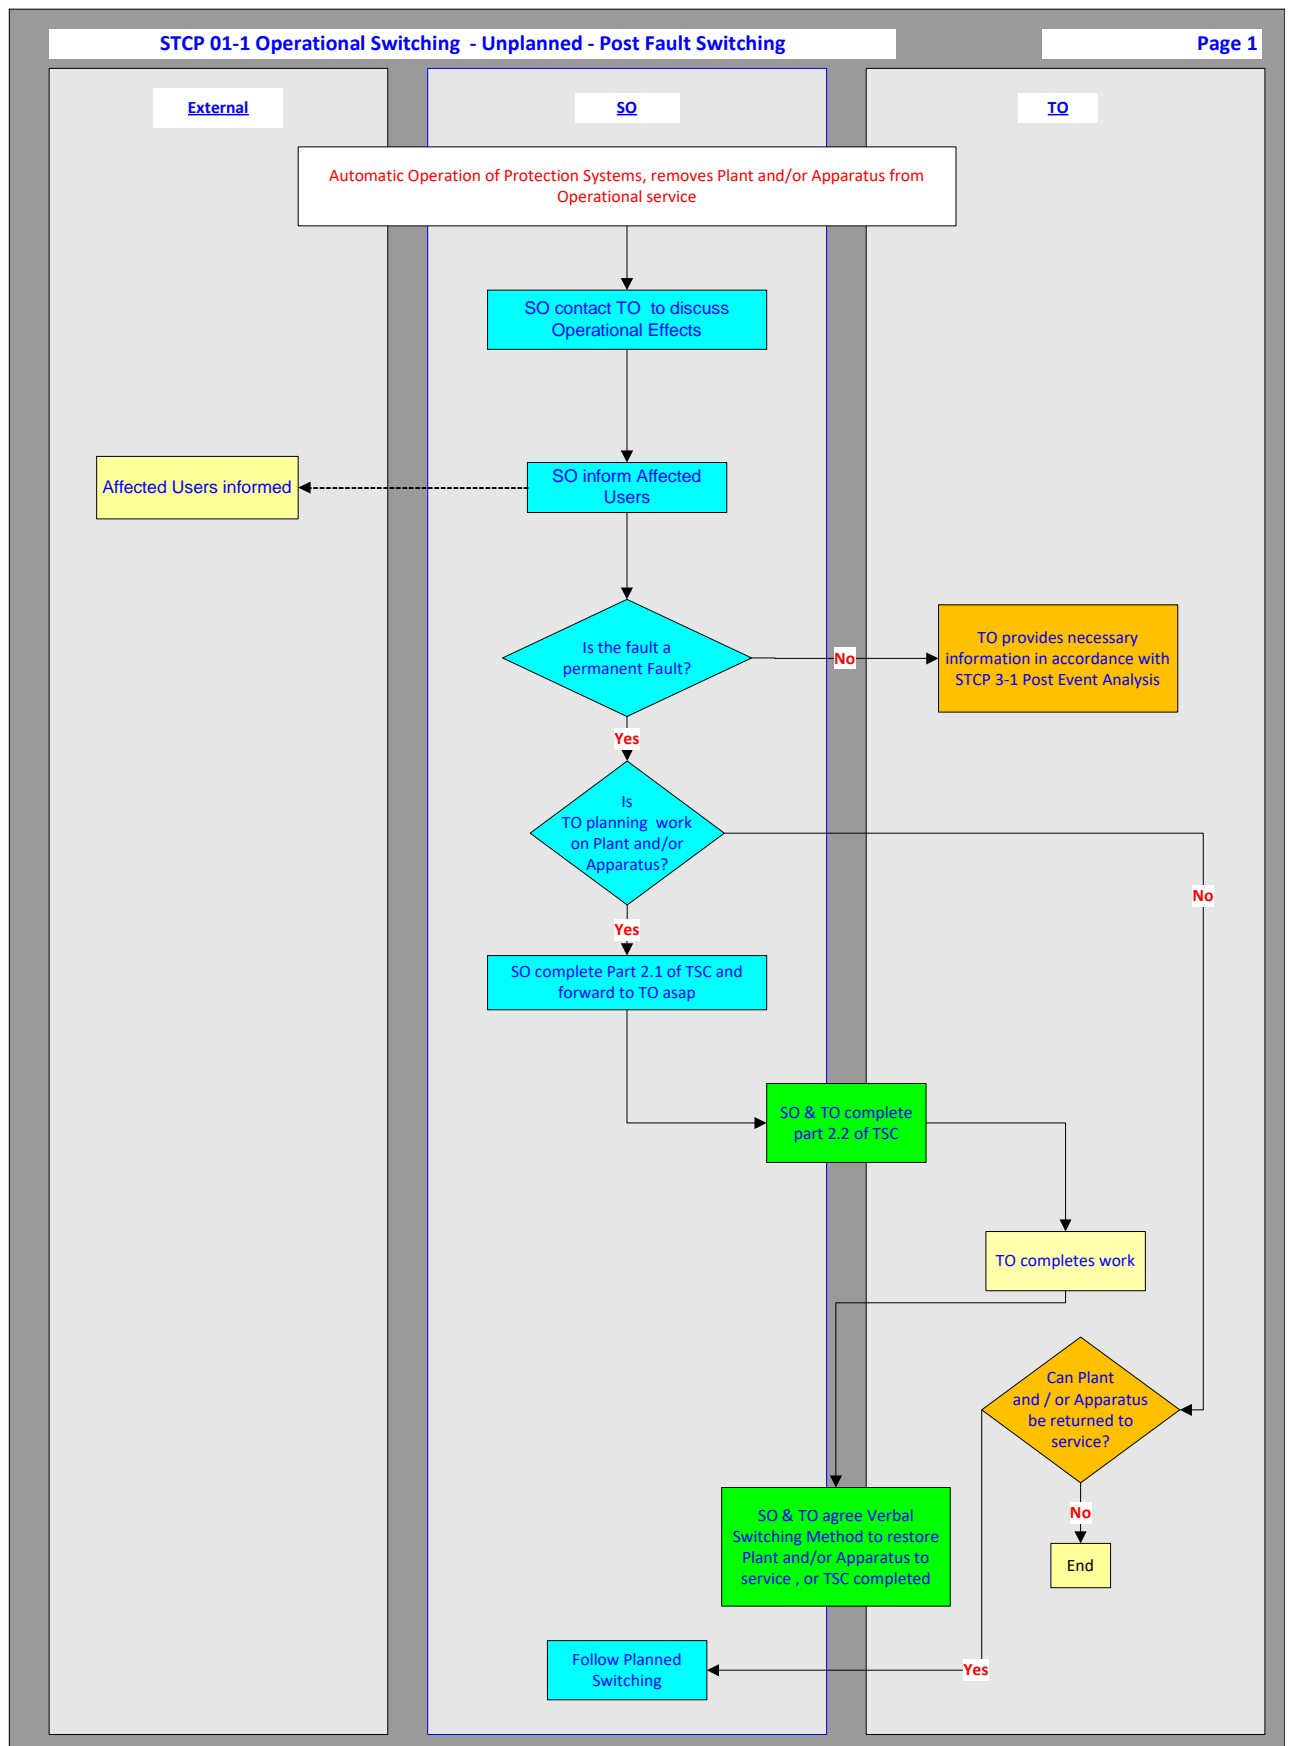 STCP 01-1 Operational Switching - Unplanned - Post Fault Switching
Page 1
External
SO
TO
Automatic Operation of Protection Systems, removes Plant and/or Apparatus from
Operational service
SO contact TO to discuss
Operational Effects
SO inform Affected
Users
Affected Users informed
Is the fault a
permanent Fault?
No
TO provides necessary
information in accordance with
STCP 3-1 Post Event Analysis
Yes
Is
TO planning work
on Plant and/or
Apparatus?
No
Yes
SO complete Part 2.1 of TSC and
forward to TO asap
SO & TO complete
part 2.2 of TSC
TO completes work
Can Plant
and / or Apparatus
be returned to
service?
No
End
SO & TO agree Verbal
Switching Method to restore
Plant and/or Apparatus to
service , or TSC completed
Yes
Follow Planned
Switching